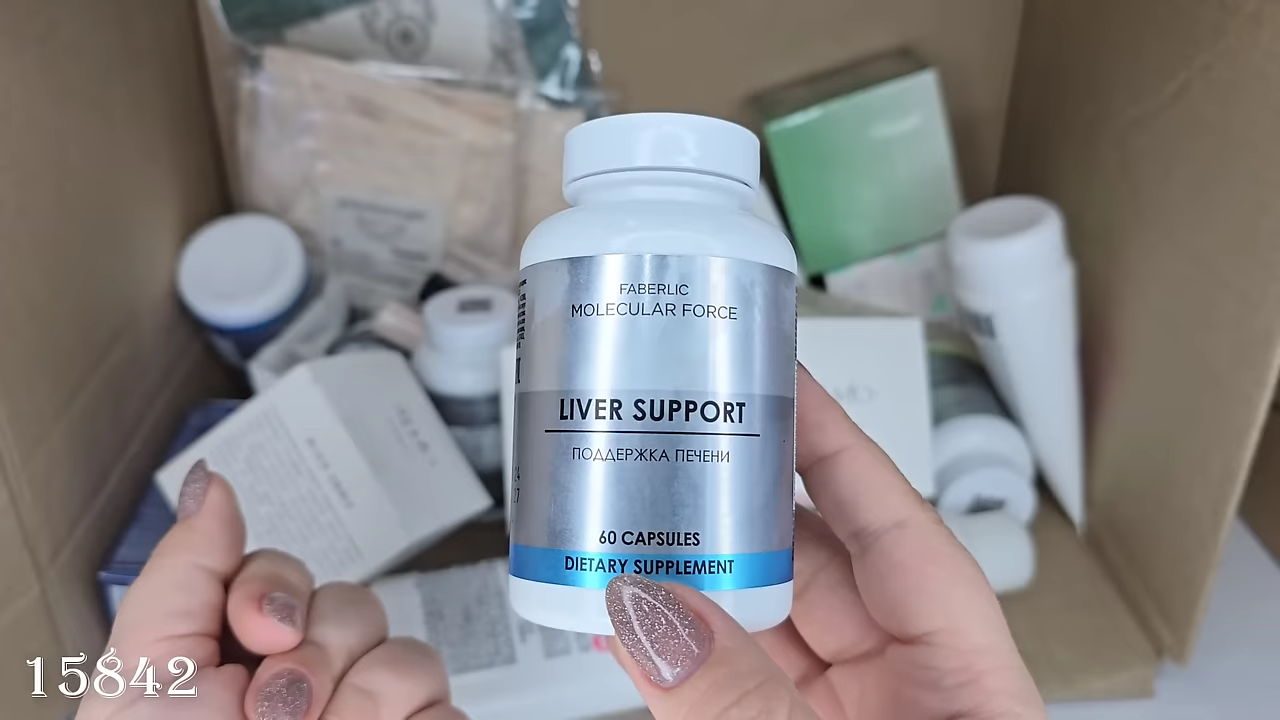 FABERLIC
MOLECULAR FORCE
LIVER SUPPORT
ПОДДЕРЖКА ПЕЧЕНИ
60 CAPSULES
DIETARY SUPPLEMENT
15842